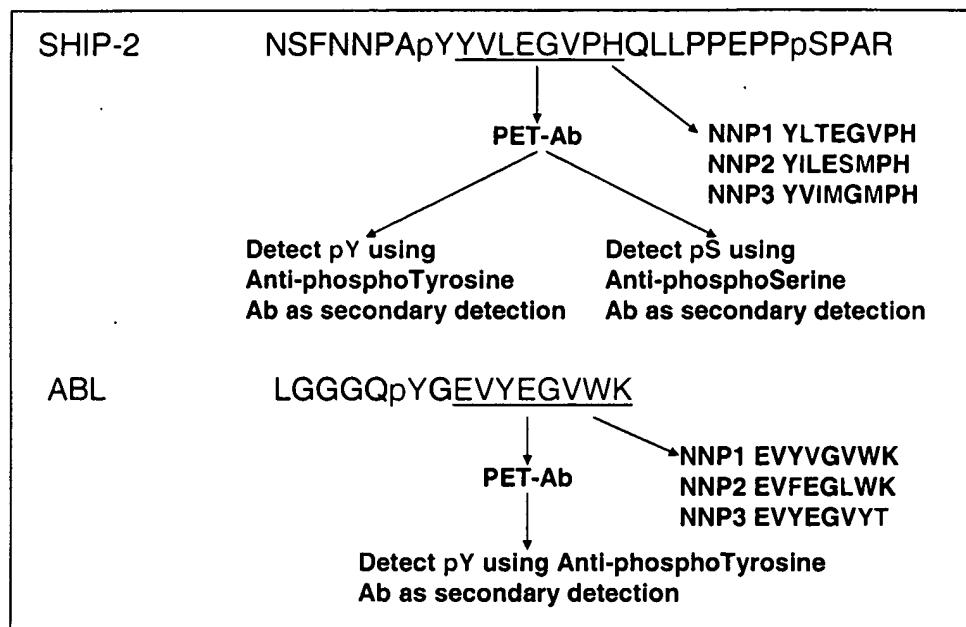 SHIP-2 NSFNNPApYYVLEGVPHQLLPPEPPpSPAR
PET-Ab
NNP1 YLTEGVPH
NNP2 YILESMPH
NNP3 YVIMGMPH
Detect pY using
Anti-phosphoTyrosine
Ab as secondary detection
Detect pS using
Anti-phosphoSerine
Ab as secondary detection
ABL LGGGQpYGEVYEGVWK
PET-Ab
NNP1 EVYVGVWK
NNP2 EVFEGLWK
NNP3 EVYEGVYT
Detect pY using Anti-phosphoTyrosine
Ab as secondary detection